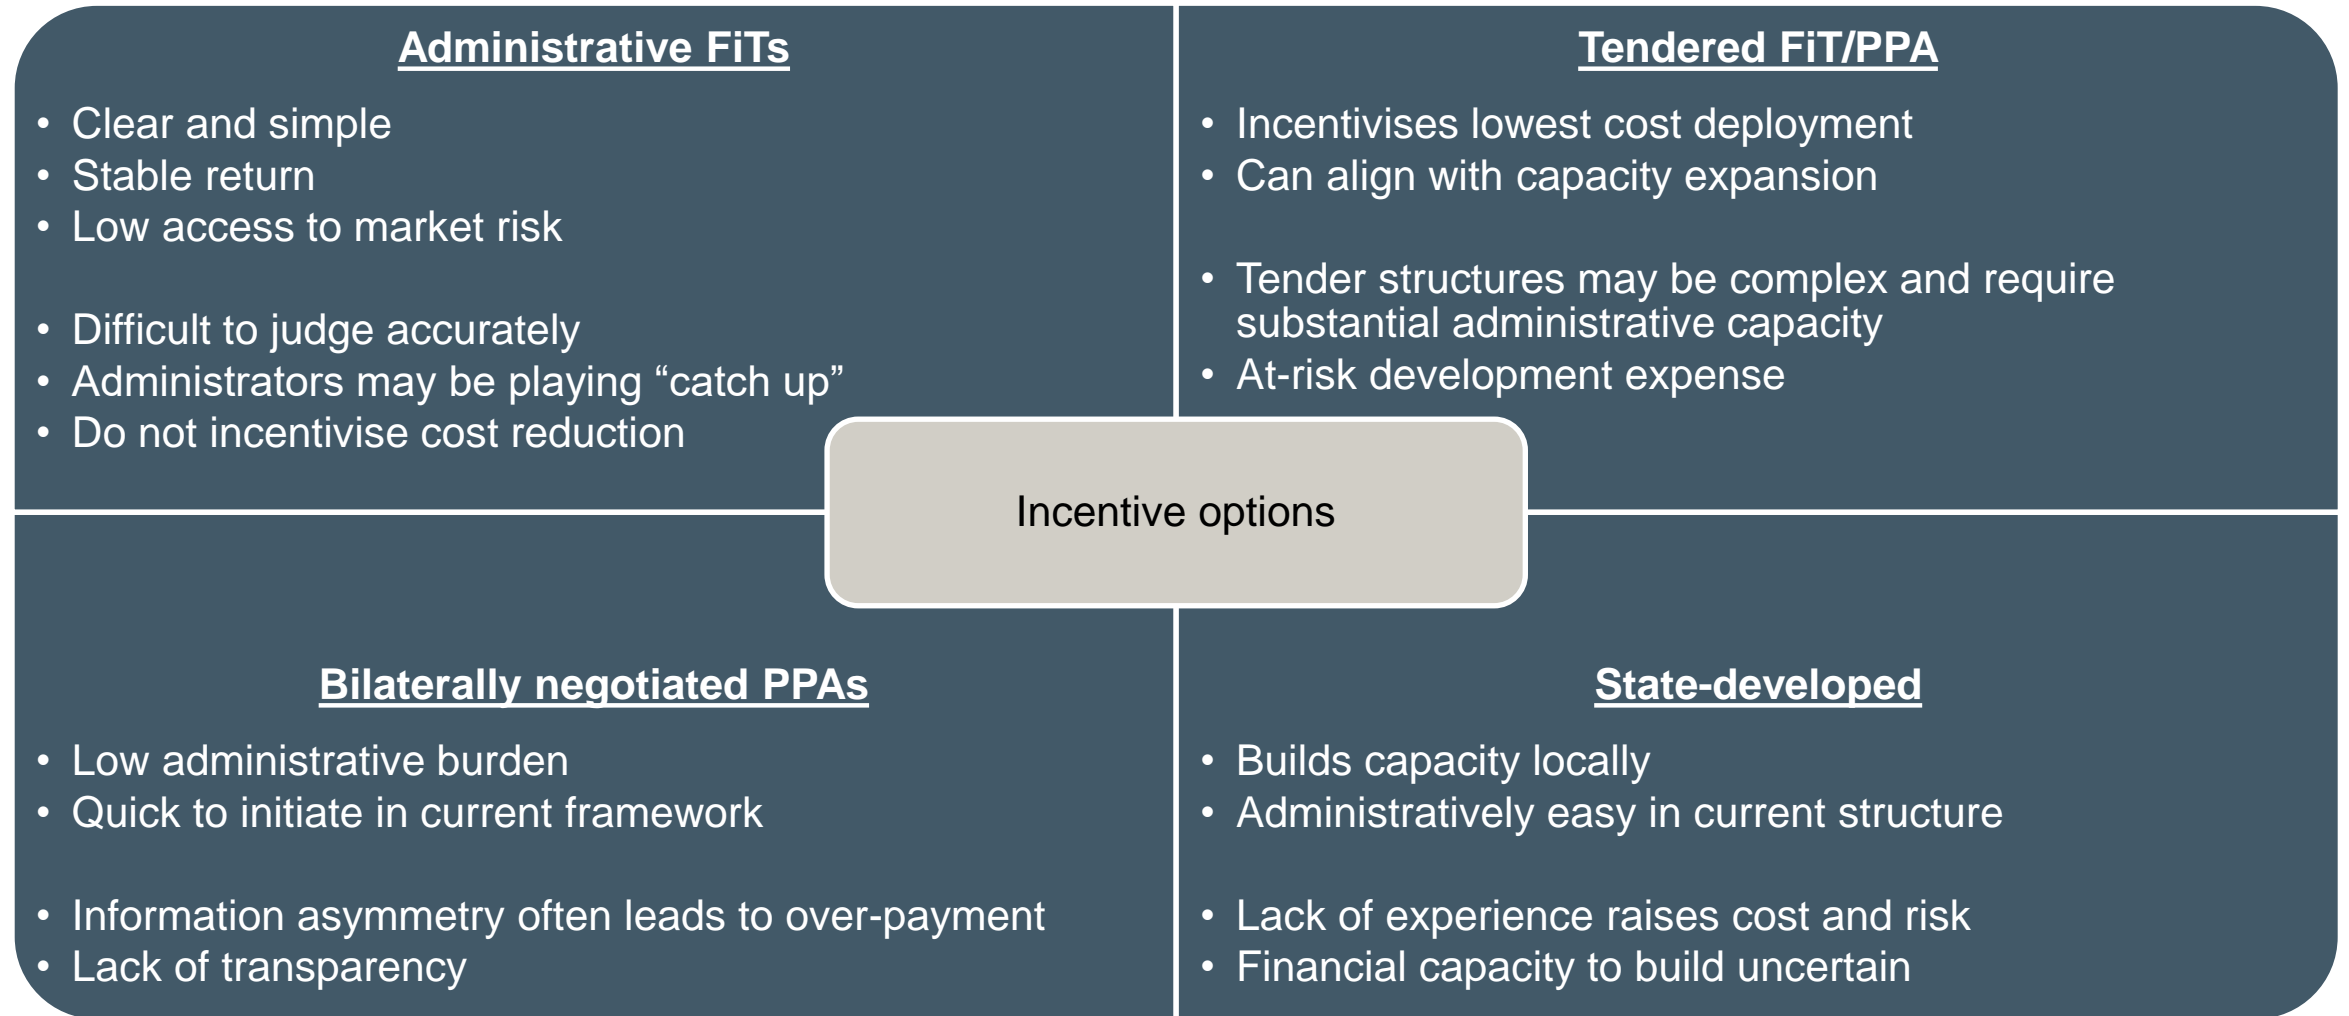 Administrative FiTs
• Clear and simple
• Stable return
• Low access to market risk
• Difficult to judge accurately
• Administrators may be playing “catch up”
• Do not incentivise cost reduction
Tendered FiT/PPA
• Incentivises lowest cost deployment
• Can align with capacity expansion
• Tender structures may be complex and require
substantial administrative capacity
• At-risk development expense
Incentive options
Bilaterally negotiated PPAs
• Low administrative burden
• Quick to initiate in current framework
• Information asymmetry often leads to over-payment
• Lack of transparency
State-developed
• Builds capacity locally
• Administratively easy in current structure
• Lack of experience raises cost and risk
• Financial capacity to build uncertain